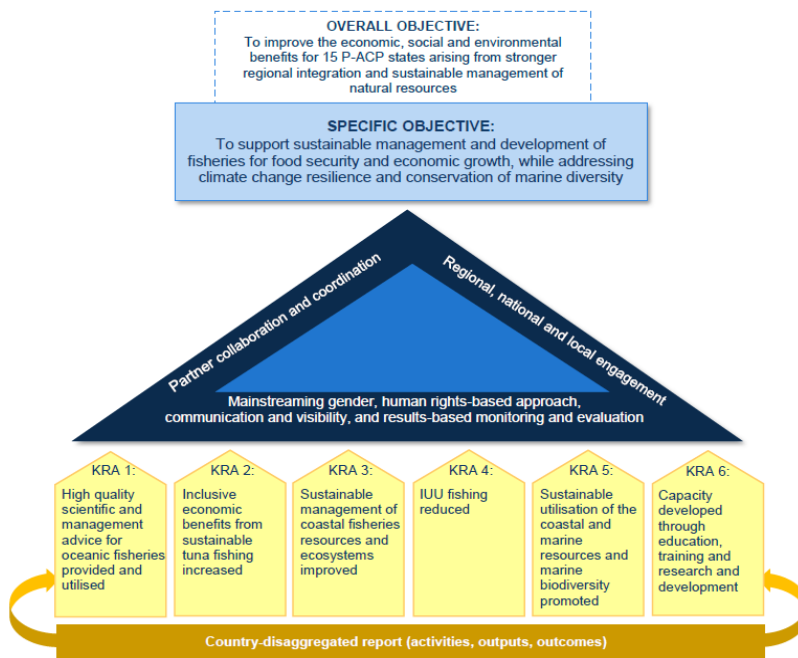 OVERALL OBJECTIVE:
To improve the economic, social and environmental
benefits for 15 P-ACP states arising from stronger
regional integration and sustainable management of
natural resources
SPECIFIC OBJECTIVE:
To support sustainable management and development of
fisheries for food security and economic growth, while addressing
climate change resilience and conservation of marine diversity
Partner collaboration and coordination
Regional, national and local engagement
Mainstreaming gender, human rights-based approach,
communication and visibility, and results-based monitoring and evaluation
KRA 1:
High quality
scientific and
management
advice for
oceanic fisheries
provided and
utilised
KRA 2:
Inclusive
economic
benefits from
sustainable
tuna fishing
increased
KRA 3:
Sustainable
management of
coastal fisheries
resources and
ecosystems
improved
KRA 4:
IUU fishing
reduced
KRA 5:
Sustainable
utilisation of the
coastal and
marine
resources and
marine
biodiversity
promoted
KRA 6:
Capacity
developed
through
education,
training and
research and
development
Country-disaggregated report (activities, outputs, outcomes)